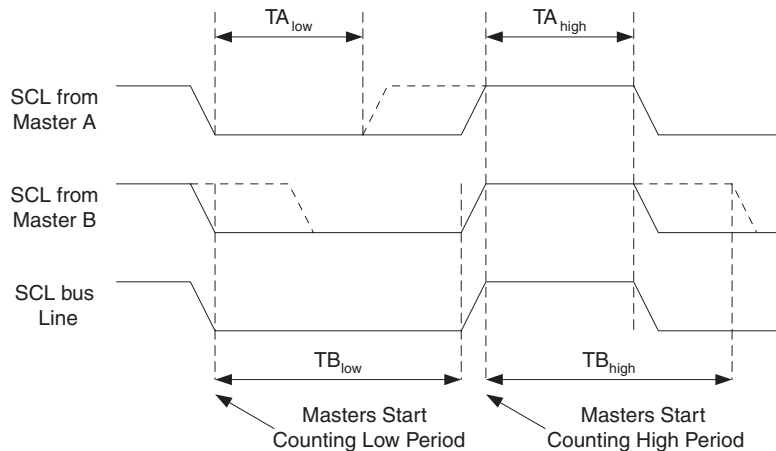 TA low
TA high
SCL from
Master A
SCL from
Master B
SCL bus
Line
TB low
TB high
Masters Start
Counting Low Period
Masters Start
Counting High Period